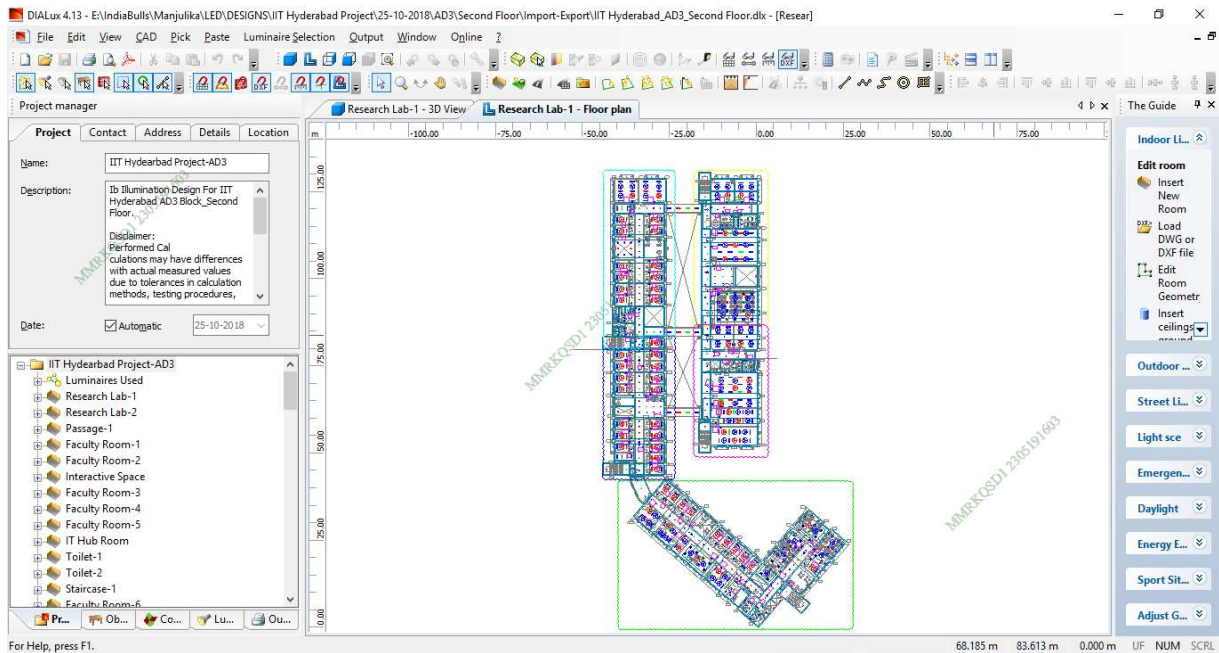 DIALux 4.13 - E:\IndiaBulls\Manjulika\LED\DESIGNS\IIT Hyderabad Project\25-10-2018\AD3\Second Floor\Import-Export\IIT Hyderabad_AD3_Second Floor.dlx - [Resear]
File Edit View CAD Pick Paste Luminaire Selection Output Window Online ?
Project manager
Project Contact Address Details Location
Name: IIT Hydearbad Project-AD3
Description: Ib Illumination Design For IIT
Hyderabad AD3 Block_Second
Floor.
Disclaimer:
Performed Cal
culations may have differences
with actual measured values
due to tolerances in calculation
methods, testing procedures,
Date: Automatic 25-10-2018
IIT Hydearbad Project-AD3
Luminaires Used
Research Lab-1
Research Lab-2
Passage-1
Faculty Room-1
Faculty Room-2
Interactive Space
Faculty Room-3
Faculty Room-4
Faculty Room-5
IT Hub Room
Toilet-1
Toilet-2
Staircase-1
Faculty Room-6
Pr... Ob... Co... Lu... Ou...
Research Lab-1 - 3D View Research Lab-1 - Floor plan
m -100.00 -75.00 -50.00 -25.00 0.00 25.00 50.00 75.00
125.00
100.00
75.00
50.00
25.00
0.00
MMRKQSD1 2305191603
MMRKQSD1 2305191603
MMRKQSD1 2305191603
The Guide
Indoor Li...
Edit room
Insert
New
Room
Load
DWG or
DXF file
Edit
Room
Geometr
Insert
ceilings
Outdoor ...
Street Li...
Light sce
Emergen...
Daylight
Energy E...
Sport Sit...
Adjust G...
For Help, press F1.
68.185 m 83.613 m 0.000 m UF NUM SCRL